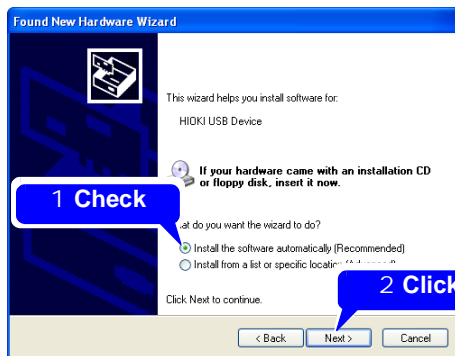 Found New Hardware Wizard
This wizard helps you install software for:
HIOKI USB Device
If your hardware came with an installation CD
or floppy disk, insert it now.
1 Check
at do you want the wizard to do?
Install the software automatically (Recommended)
Install from a list or specific location
2 Click
Click Next to continue.
< Back
Next >
Cancel